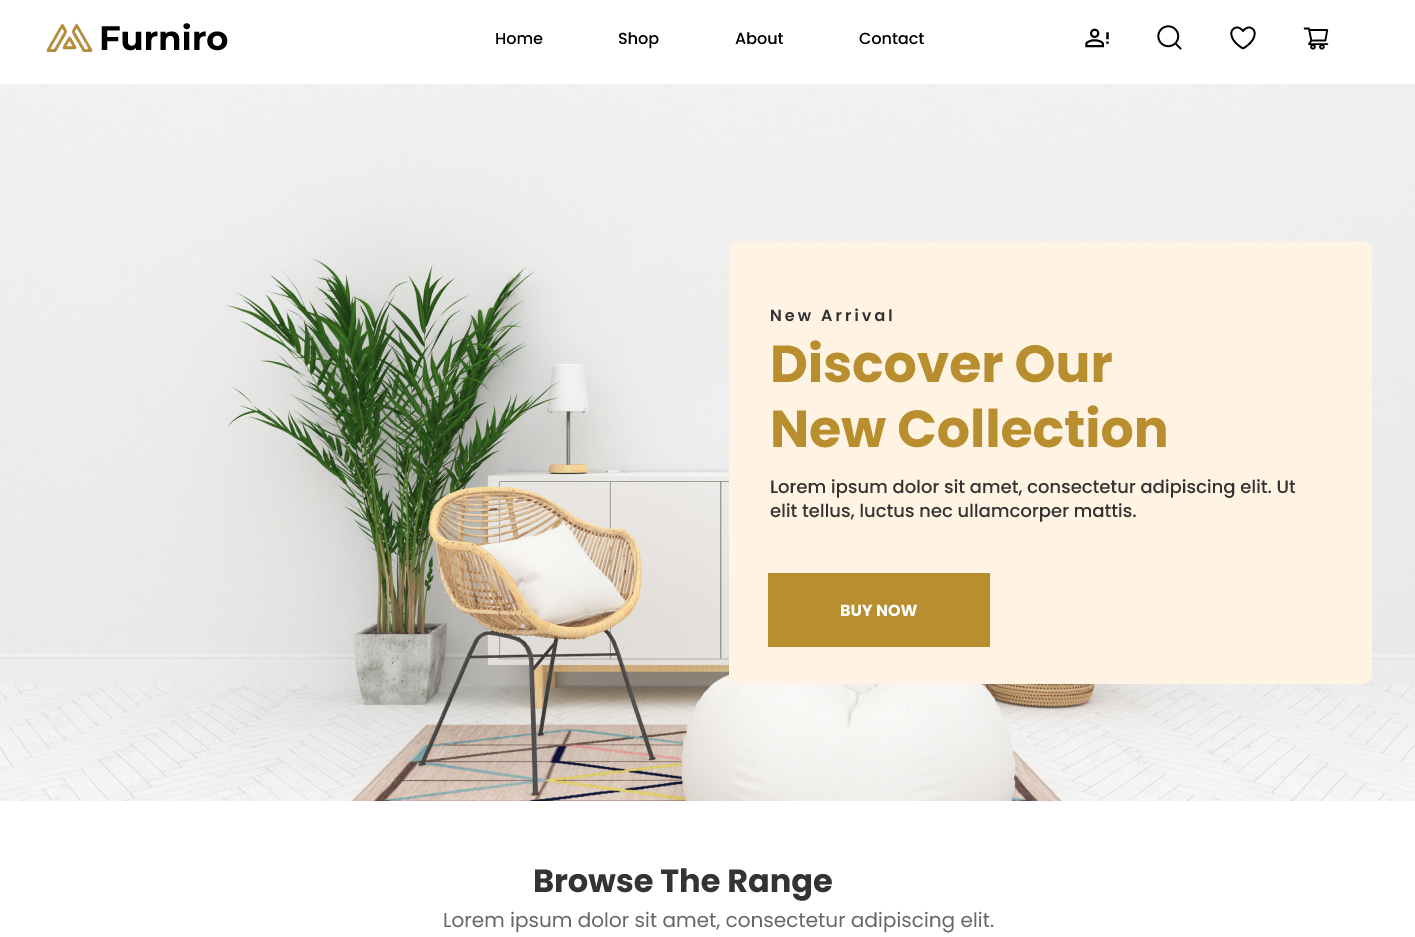 Furniro
Home
Shop
About
Contact
New Arrival
Discover Our
New Collection
Lorem ipsum dolor sit amet, consectetur adipiscing elit. Ut
elit tellus, luctus nec ullamcorper mattis.
BUY NOW
Browse The Range
Lorem ipsum dolor sit amet, consectetur adipiscing elit.